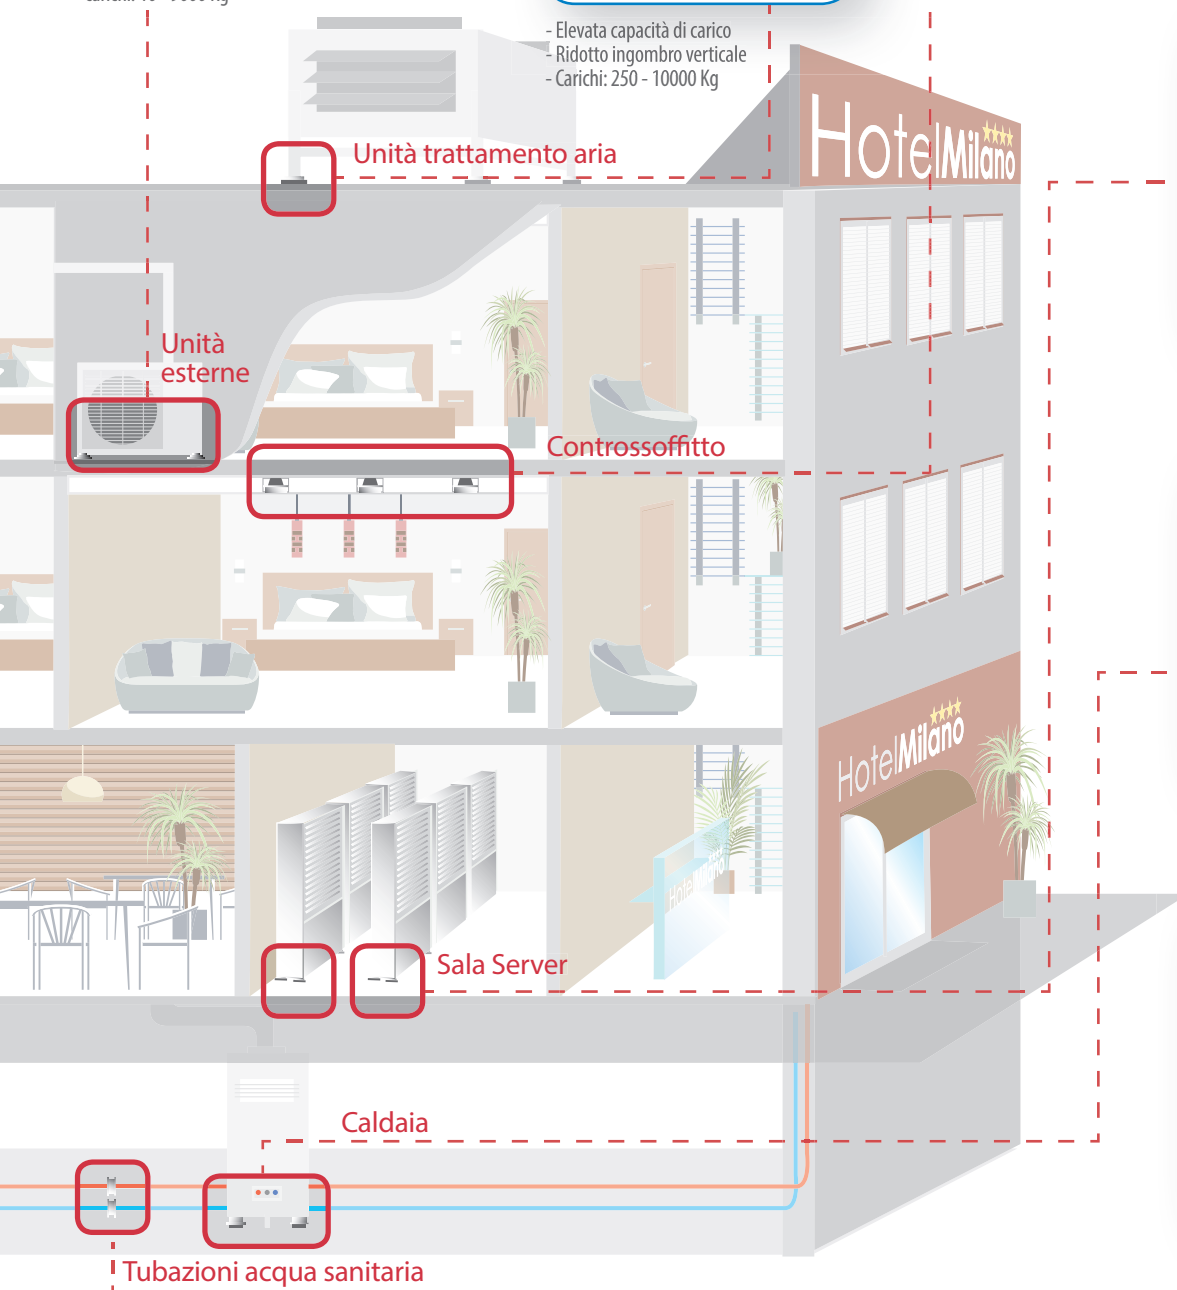 - Elevata capacità di carico
- Ridotto ingombro verticale
- Carichi: 250 - 10000 Kg
HotelMilano
Unità trattamento aria
Unità
esterne
Controssoffitto
HotelMilano
HotelMilano
Sala Server
Caldaia
Tubazioni acqua sanitaria